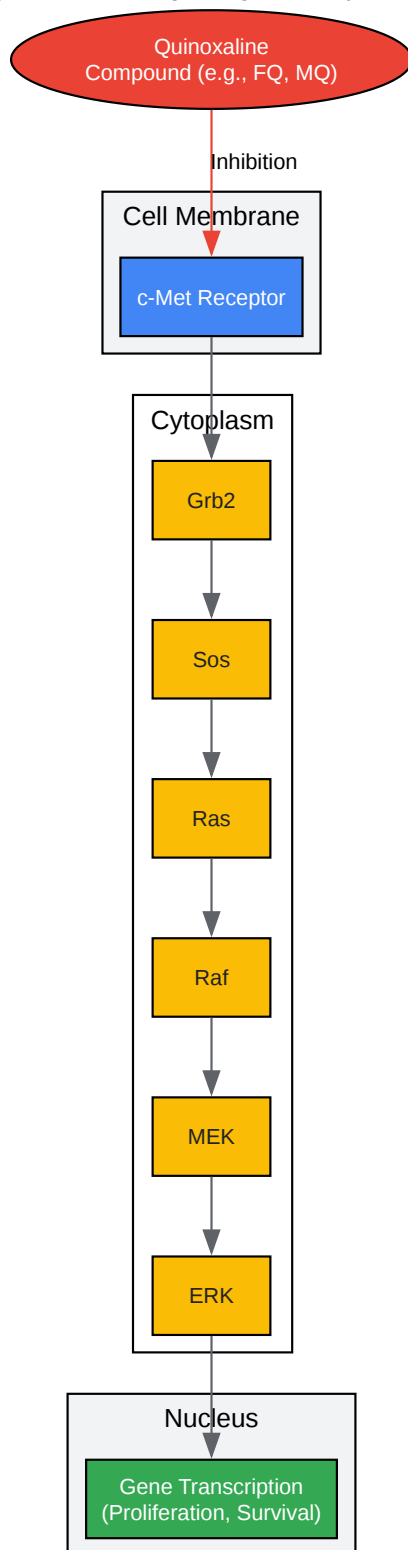 Quinoxaline
Compound (e.g., FQ, MQ)
Inhibition
Cell Membrane
c-Met Receptor
Cytoplasm
Grb2
Sos
Ras
Raf
MEK
ERK
Nucleus
Gene Transcription
(Proliferation, Survival)